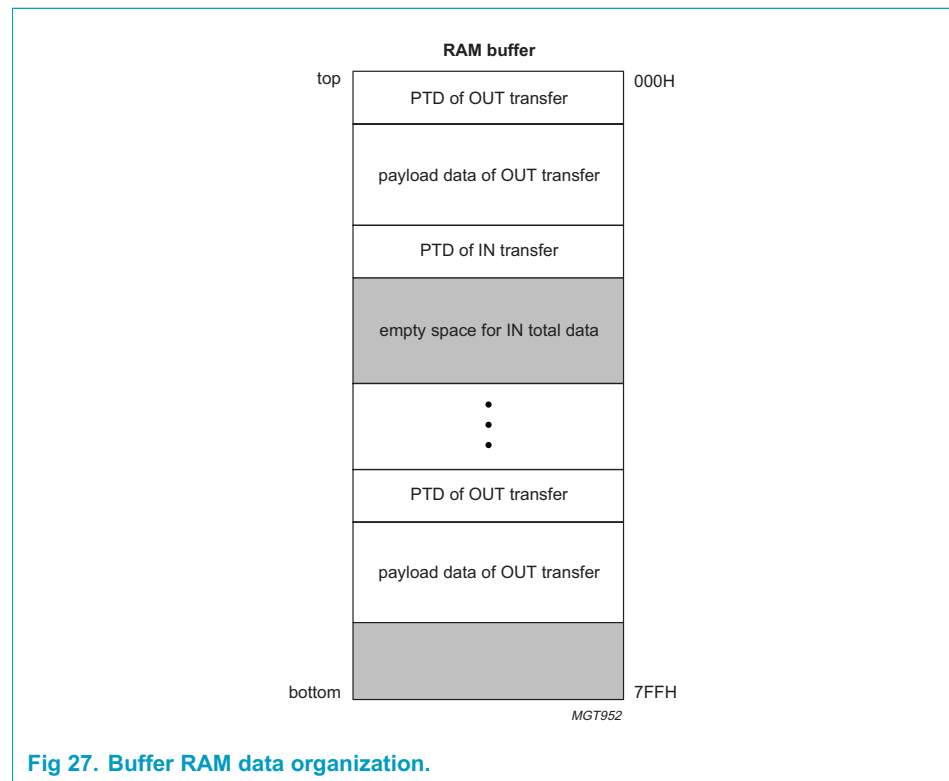 RAM buffer
top
000H
PTD of OUT transfer
payload data of OUT transfer
PTD of IN transfer
empty space for IN total data
PTD of OUT transfer
payload data of OUT transfer
bottom
7FFH
MGT952
Fig 27. Buffer RAM data organization.